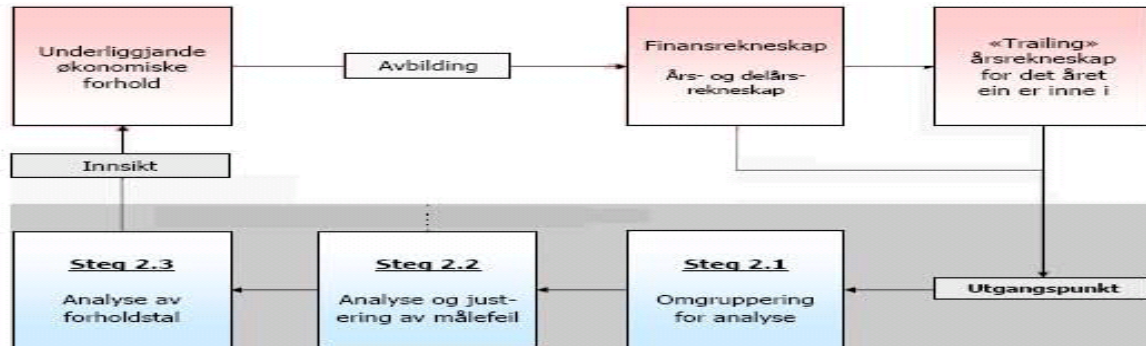 Underliggjande
økonomiske
forhold
Avbilding
Finansrekneskap
Års- og delårs-
rekneskap
«Trailing»
årsrekneskap
for det året
ein er inne i
Innsikt
Steg 2.3
Analyse av
forholdstal
Steg 2.2
Analyse og just-
ering av målefeil
Steg 2.1
Omgruppering
for analyse
Utgangspunkt